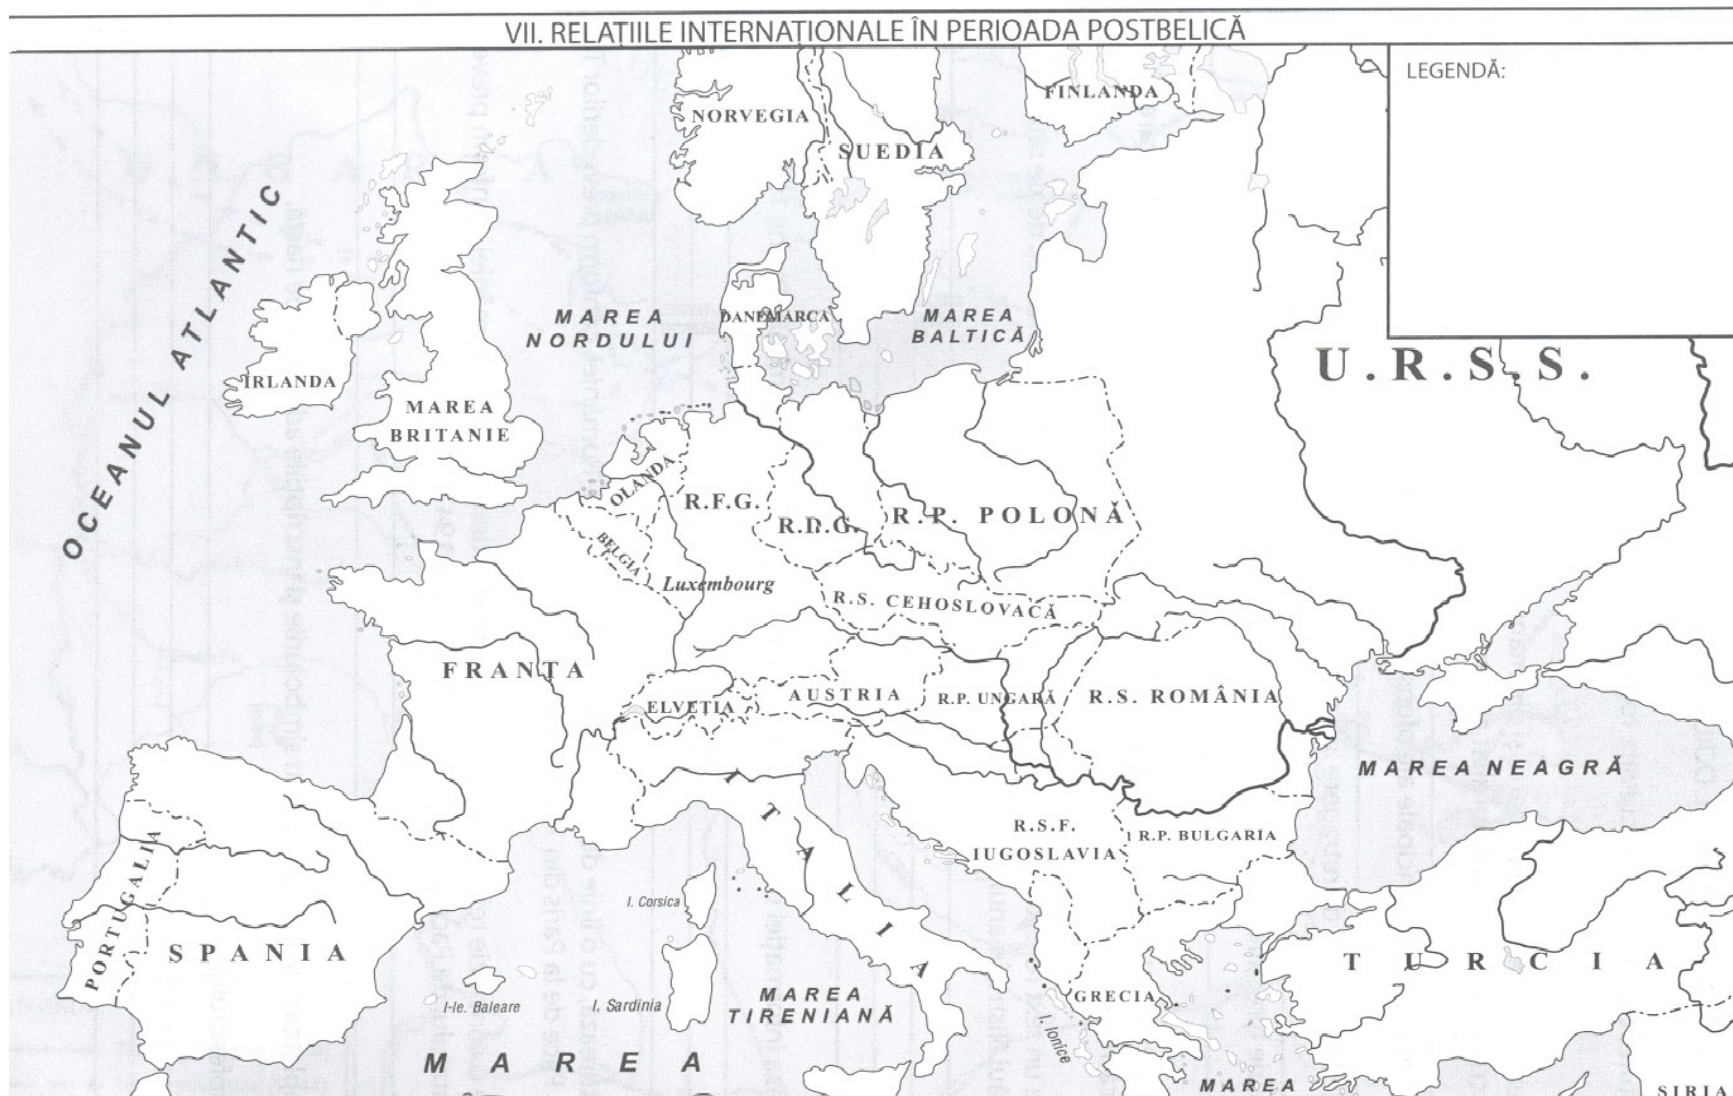 VII. RELAȚIILE INTERNAȚIONALE ÎN PERIOADA POSTBELICĂ
LEGENDĂ:
FINLANDA
NORVEGIA
SUEDIA
OCEANUL ATLANTIC
MAREA
NORDULUI
DANEMARCA
MAREA
BALTICĂ
U.R.S.S.
IRLANDA
MAREA
BRITANIE
OLANDA
R.F.G.
R.D.G.
R.P. POLONĂ
BELGIA
Luxembourg
R.S. CEHOSLOVACĂ
FRANȚA
ELVEȚIA
AUSTRIA
R.P. UNGARĂ
R.S. ROMÂNIA
MAREA NEAGRĂ
ITALIA
R.S.F.
IUGOSLAVIA
R.P. BULGARIA
PORTUGALIA
SPANIA
I. Corsica
I-le. Baleare
I. Sardinia
MAREA
TIRENIANĂ
GRECIA
I. Ionice
TURCIA
MAREA
MAREA
SIRIA